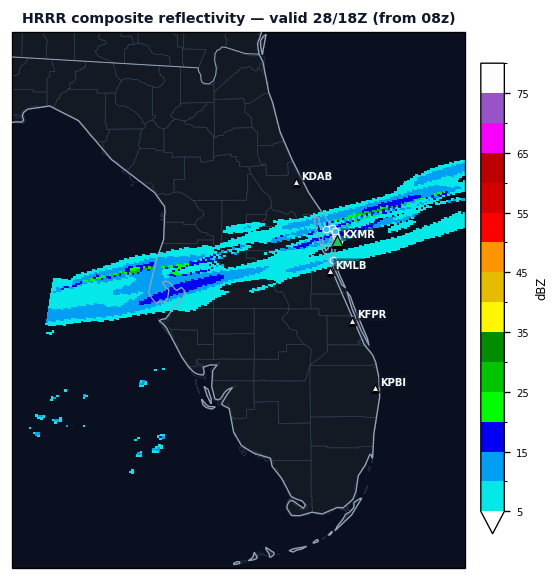 HRRR composite reflectivity — valid 28/18Z (from 08z)
KDAB
KXMR
KMLB
KFPR
KPBI
75
65
55
45
35
25
15
5
dBZ